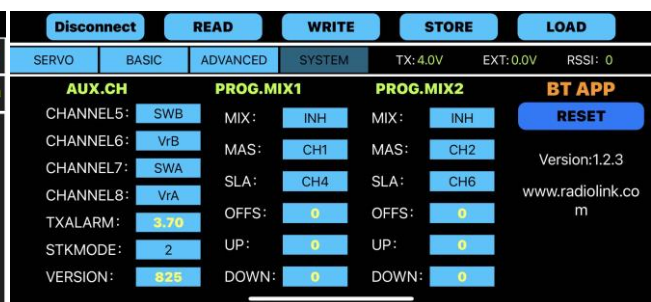 Disconnect READ WRITE STORE LOAD
SERVO BASIC ADVANCED SYSTEM TX: 4.0V EXT: 0.0V RSSI: 0
AUX.CH PROG.MIX1 PROG.MIX2 BT APP
CHANNEL5: SWB MIX: INH MIX: INH RESET
CHANNEL6: VrB MAS: CH1 MAS: CH2 Version:1.2.3
CHANNEL7: SWA SLA: CH4 SLA: CH6 www.radiolink.co
CHANNEL8: VrA OFFS: 0 OFFS: 0 m
TXALARM: 3.70 UP: 0 UP: 0
STKMODE: 2 DOWN: 0 DOWN: 0
VERSION: 825